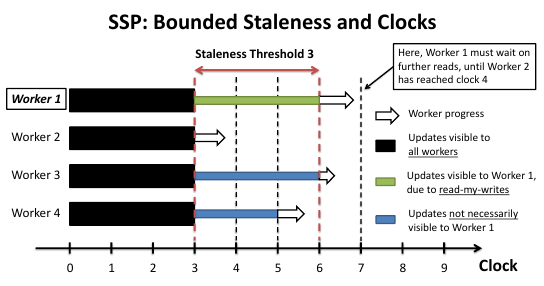 SSP: Bounded Staleness and Clocks
Staleness Threshold 3
Here, Worker 1 must wait on
further reads, until Worker 2
has reached clock 4
Worker 1
Worker 2
Worker 3
Worker 4
Worker progress
Updates visible to
all workers
Updates visible to Worker 1,
due to read-my-writes
Updates not necessarily
visible to Worker 1
0 1 2 3 4 5 6 7 8 9 Clock